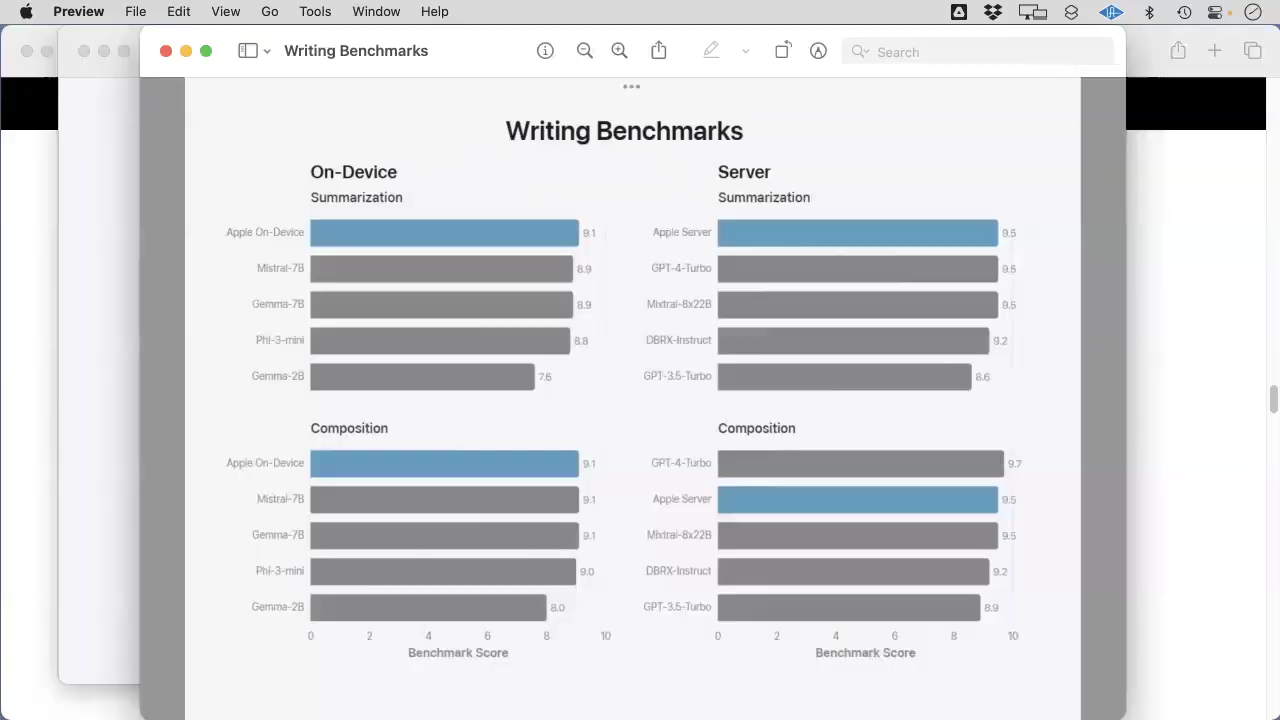 Preview File Edit View Go Tools Window Help
Writing Benchmarks
Search
Writing Benchmarks
On-Device
Summarization
Apple On-Device 9.1
Mistral-7B 8.9
Gemma-7B 8.9
Phi-3-mini 8.8
Gemma-2B 7.6
Composition
Apple On-Device 9.1
Mistral-7B 9.1
Gemma-7B 9.1
Phi-3-mini 9.0
Gemma-2B 8.0
0 2 4 6 8 10
Benchmark Score
Server
Summarization
Apple Server 9.5
GPT-4-Turbo 9.5
Mixtral-8x22B 9.5
DBRX-Instruct 9.2
GPT-3.5-Turbo 8.6
Composition
GPT-4-Turbo 9.7
Apple Server 9.5
Mixtral-8x22B 9.5
DBRX-Instruct 9.2
GPT-3.5-Turbo 8.9
0 2 4 6 8 10
Benchmark Score